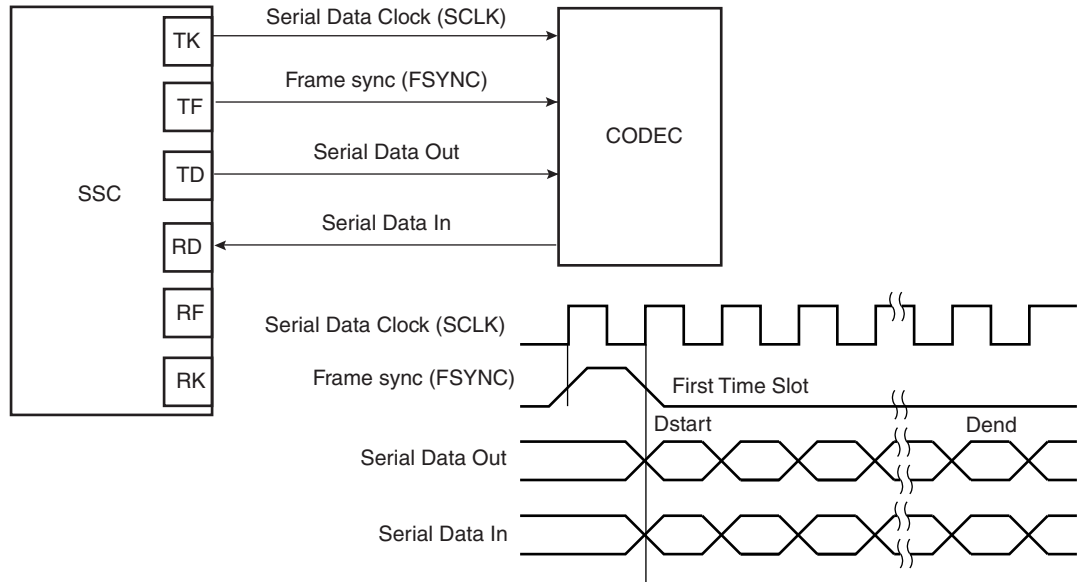 SSC
TK
TF
TD
RD
RF
RK
Serial Data Clock (SCLK)
Frame sync (FSYNC)
Serial Data Out
Serial Data In
CODEC
Serial Data Clock (SCLK)
Frame sync (FSYNC)
First Time Slot
Dstart
Dend
Serial Data Out
Serial Data In